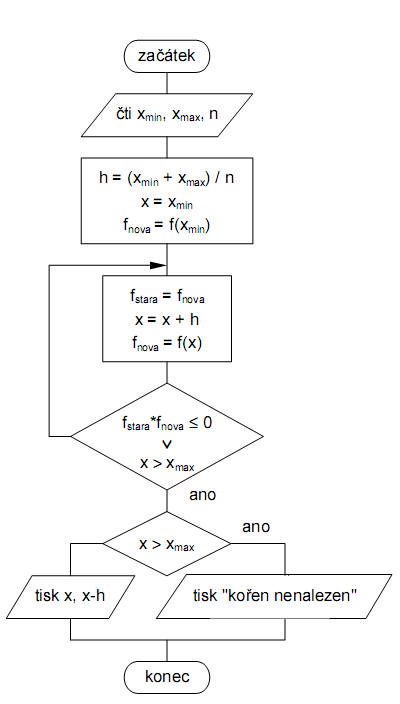 začátek
čti xmin, xmax, n
h = (xmin + xmax) / n
x = xmin
fnova = f(xmin)
fstara = fnova
x = x + h
fnova = f(x)
fstara*fnova ≤ 0
∨
x > xmax
ano
x > xmax
ano
tisk x, x-h
tisk "kořen nenalezen"
konec